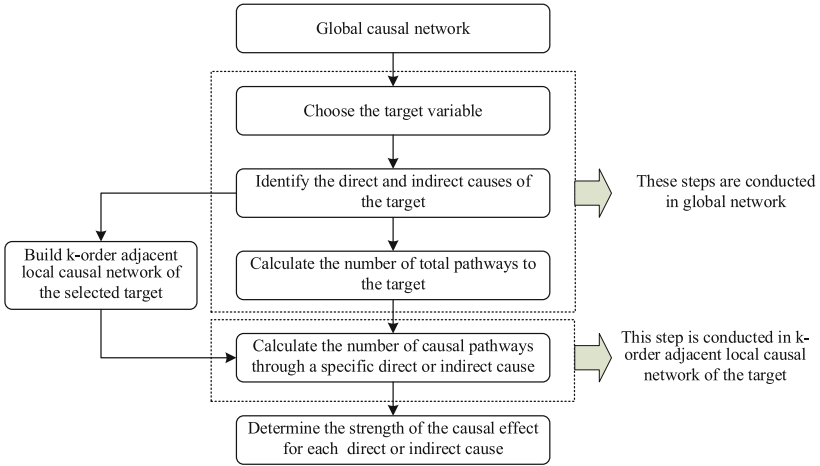 Global causal network
Choose the target variable
Identify the direct and indirect causes of
the target
These steps are conducted
in global network
Build k-order adjacent
local causal network of
the selected target
Calculate the number of total pathways to
the target
Calculate the number of causal pathways
through a specific direct or indirect cause
This step is conducted in k-
order adjacent local causal
network of the target
Determine the strength of the causal effect
for each direct or indirect cause